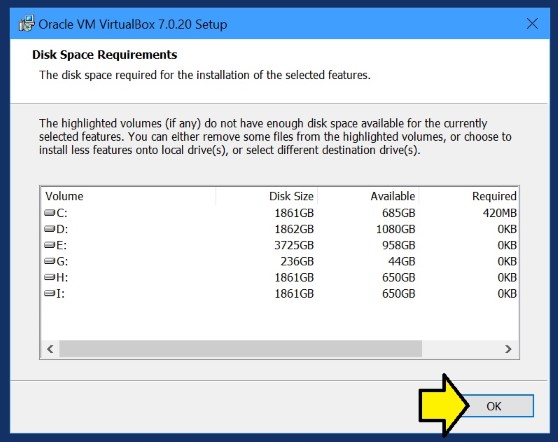 Oracle VM VirtualBox 7.0.20 Setup
Disk Space Requirements
The disk space required for the installation of the selected features.
The highlighted volumes (if any) do not have enough disk space available for the currently
selected features. You can either remove some files from the highlighted volumes, or choose to
install less features onto local drive(s), or select different destination drive(s).
Volume Disk Size Available Required
C: 1861GB 685GB 420MB
D: 1862GB 1080GB 0KB
E: 3725GB 958GB 0KB
G: 236GB 44GB 0KB
H: 1861GB 650GB 0KB
I: 1861GB 650GB 0KB
OK